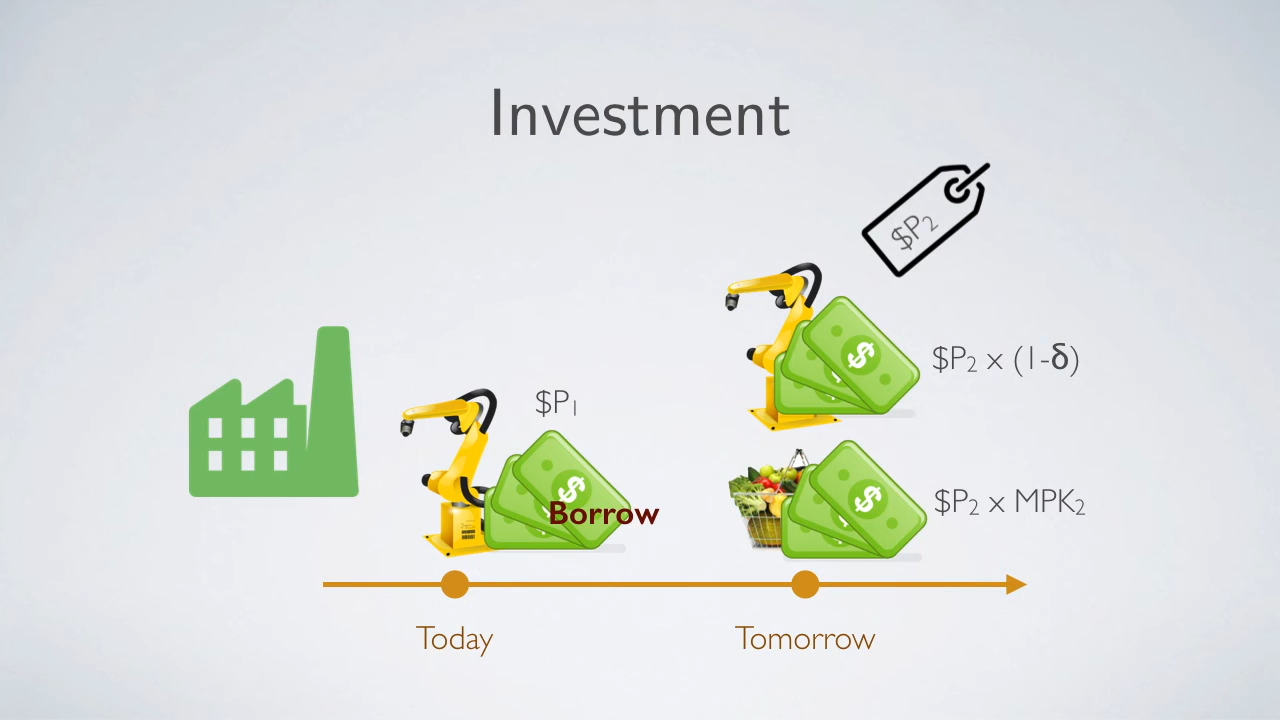 Investment
$P₂
$P₂ x (1-δ)
$P₁
$P₂ x MPK₂
Borrow
Today
Tomorrow